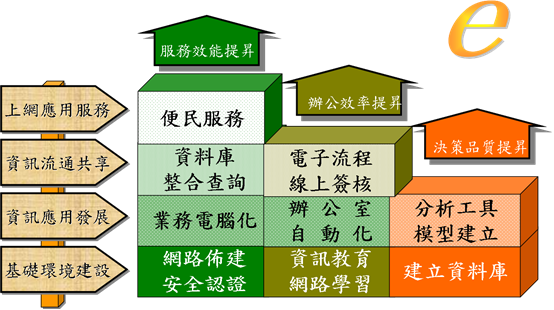 e
服務效能提昇
辦公效率提昇
決策品質提昇
上網應用服務
便民服務
資訊流通共享
資料庫
整合查詢
電子流程
線上簽核
資訊應用發展
業務電腦化
辦公室
自動化
分析工具
模型建立
基礎環境建設
網路佈建
安全認證
資訊教育
網路學習
建立資料庫